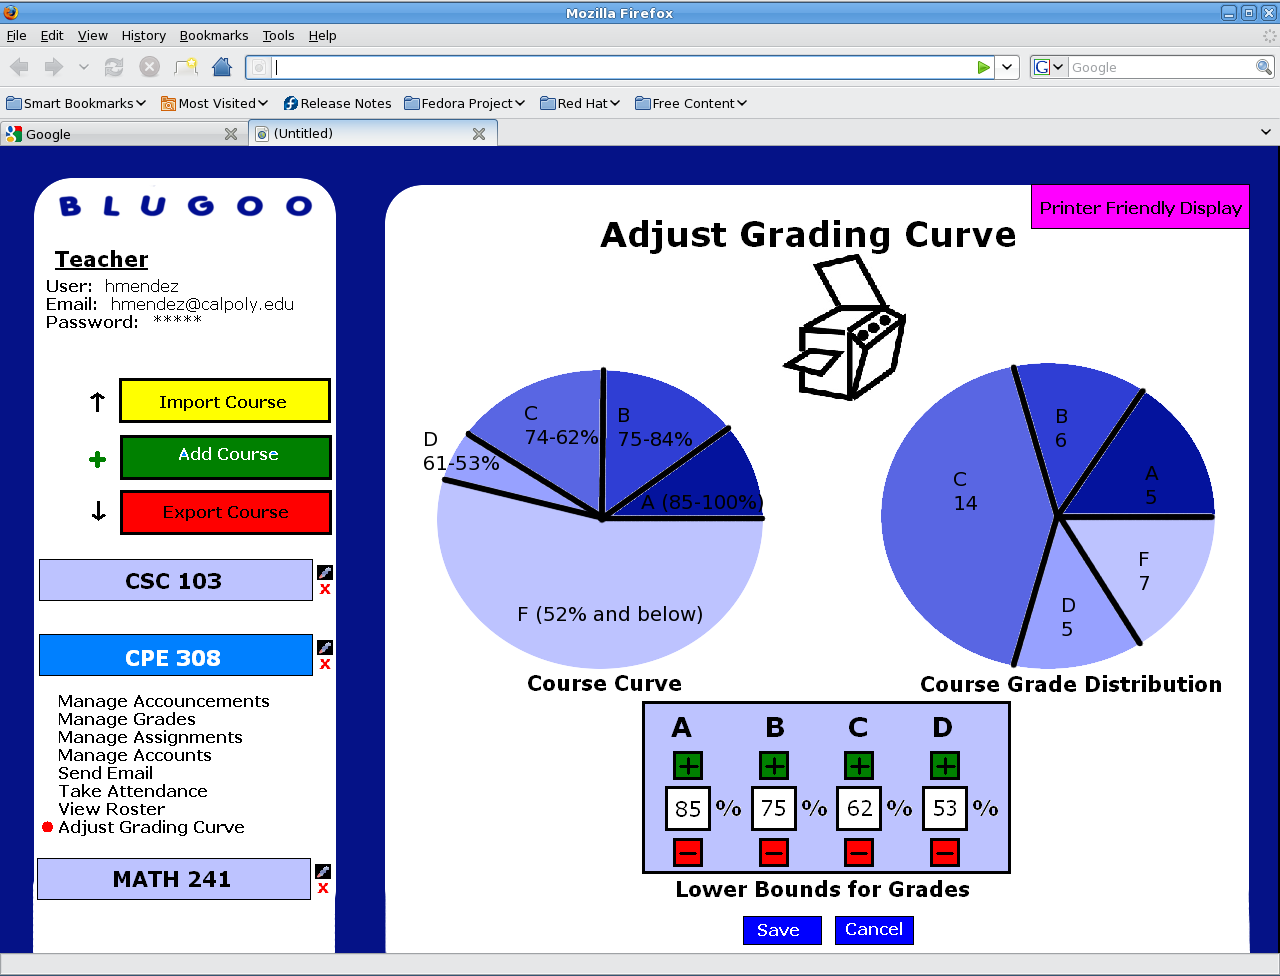 Mozilla Firefox
File Edit View History Bookmarks Tools Help
G Google
Smart Bookmarks Most Visited Release Notes Fedora Project Red Hat Free Content
Google (Untitled)
BLUGOO
Printer Friendly Display
Adjust Grading Curve
Teacher
User: hmendez
Email: hmendez@calpoly.edu
Password: *****
↑ Import Course
+ Add Course
↓ Export Course
CSC 103
X
CPE 308
X
Manage Accouncements
Manage Grades
Manage Assignments
Manage Accounts
Send Email
Take Attendance
View Roster
Adjust Grading Curve
MATH 241
X
C
74-62%
B
75-84%
D
61-53%
A (85-100%)
F (52% and below)
Course Curve
B
6
A
5
C
14
F
7
D
5
Course Grade Distribution
A B C D
+ + + +
85 % 75 % 62 % 53 %
− − − −
Lower Bounds for Grades
Save Cancel